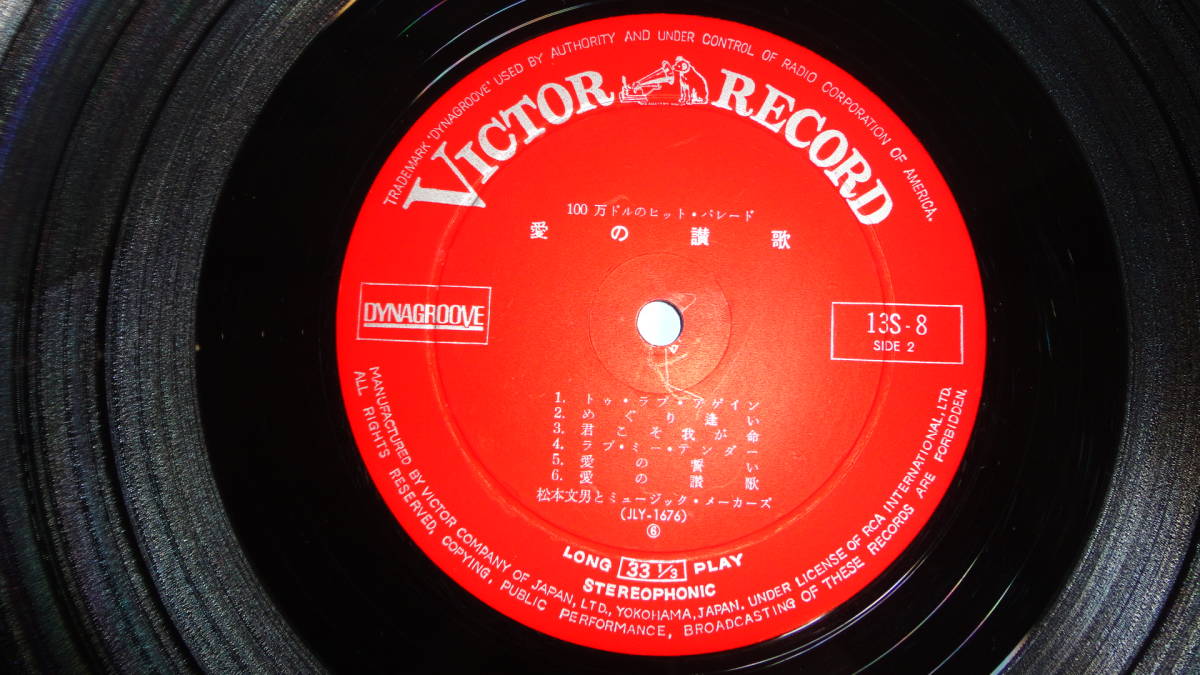 TRADEMARK "DYNAGROOVE" USED BY AUTHORITY AND UNDER CONTROL OF RADIO CORPORATION OF AMERICA.
VICTOR RECORD
100万ドルのヒット・パレード
愛の讃歌
DYNAGROOVE
13S-8
SIDE 2
1. トゥ・ラブ・アゲイン
2. めぐり逢い
3. 君こそ我が命
4. ラブ・ミー・テンダー
5. 愛の誓い
6. 愛の讃歌
松本文男とミュージック・メーカーズ
(JLY-1676)
⑥
LONG 33 1/3 PLAY
STEREOPHONIC
MANUFACTURED BY VICTOR COMPANY OF JAPAN, LTD., YOKOHAMA, JAPAN. UNDER LICENSE OF RCA INTERNATIONAL, LTD.
ALL RIGHTS RESERVED, COPYING, PUBLIC PERFORMANCE, BROADCASTING OF THESE RECORDS ARE FORBIDDEN.